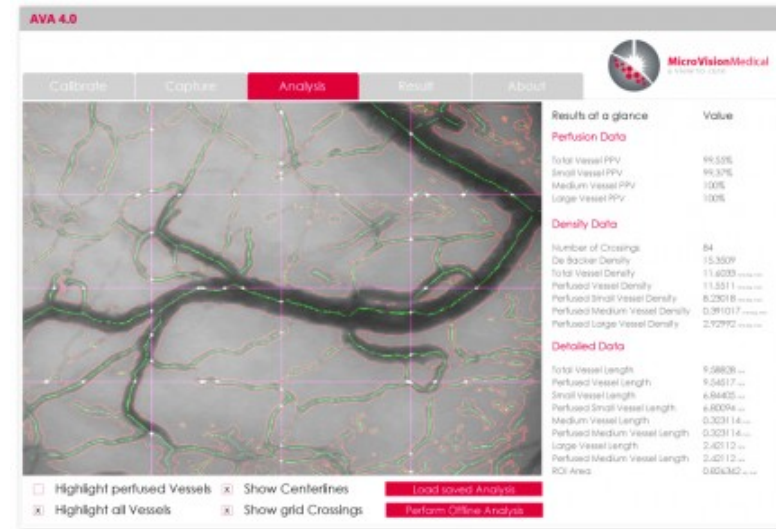 AVA 4.0
MicroVisionMedical
Calibrate Capture Analysis Result About
Results at a glance Value
Perfusion Data
Total Vessel PPV 99.55%
Small Vessel PPV 99.37%
Medium Vessel PPV 100%
Large Vessel PPV 100%
Density Data
Number of Crossings 84
De Backer Density 15.3509
Total Vessel Density 11.6033
Perfused Vessel Density 11.5511
Perfused Small Vessel Density 8.23018
Perfused Medium Vessel Density 0.391017
Perfused Large Vessel Density 2.92992
Detailed Data
Total Vessel Length 9.58828
Perfused Vessel Length 9.54517
Small Vessel Length 6.84405
Perfused Small Vessel Length 6.80094
Medium Vessel Length 0.323114
Perfused Medium Vessel Length 0.323114
Large Vessel Length 2.42112
Perfused Medium Vessel Length 2.42112
ROI Area
Highlight perfused Vessels x Show Centerlines Load saved Analysis
x Highlight all Vessels x Show grid Crossings Perform Offline Analysis